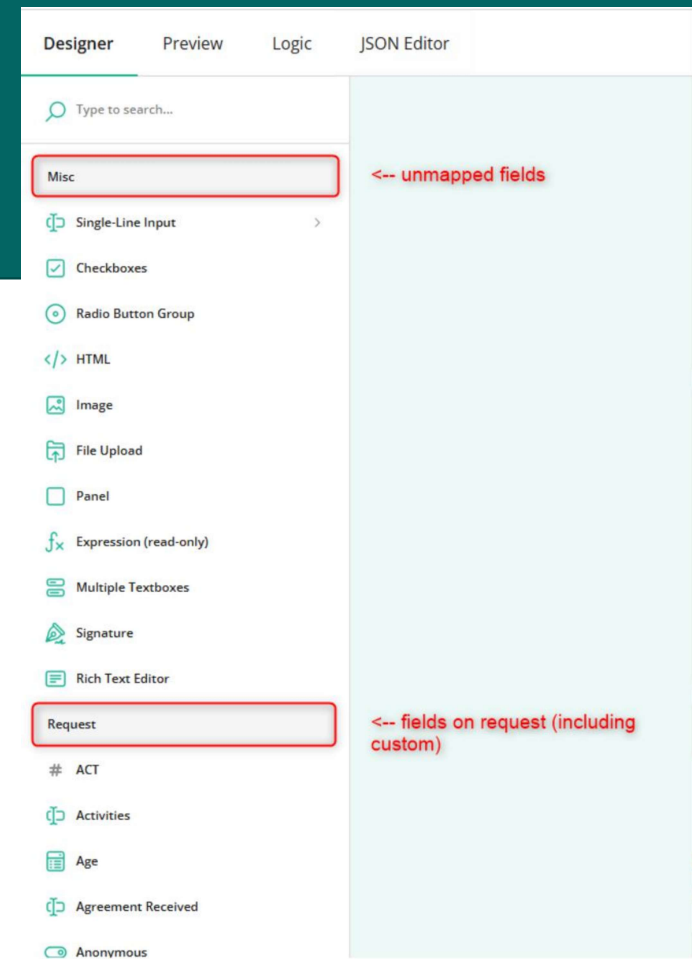 Designer Preview Logic JSON Editor
Type to search...
Misc
<-- unmapped fields
Single-Line Input
Checkboxes
Radio Button Group
</> HTML
Image
File Upload
Panel
Expression (read-only)
Multiple Textboxes
Signature
Rich Text Editor
Request
<-- fields on request (including
custom)
# ACT
Activities
Age
Agreement Received
Anonymous